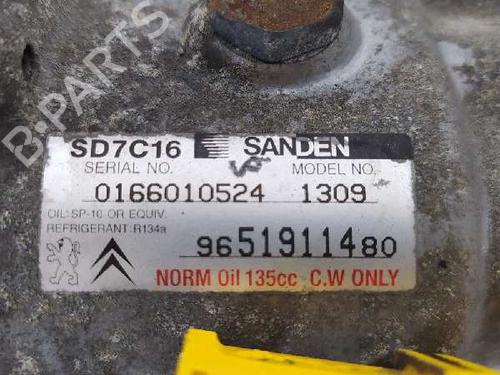 B-PARTS
SD7C16 SANDEN
SERIAL NO. MODEL NO.
0166010524 1309
OIL: SP-10 OR EQUIV.
REFRIGERANT: R134a
9651911480
NORM Oil 135cc C.W ONLY